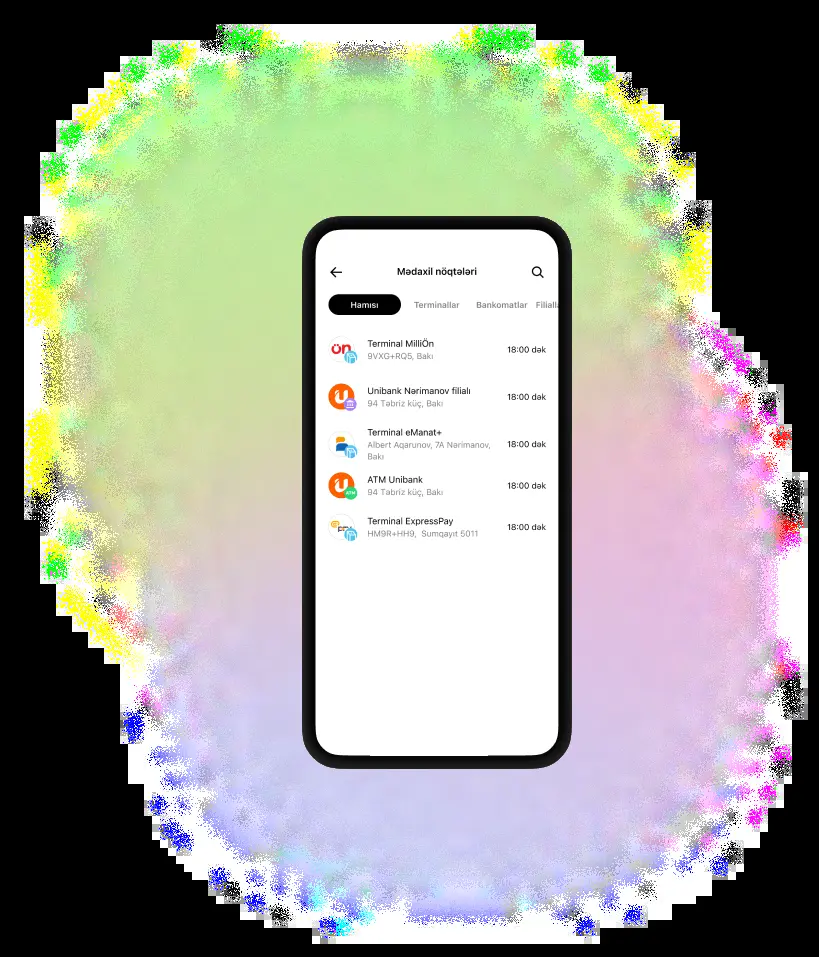 Mədaxil nöqtələri
Hamısı Terminallar Bankomatlar Filialla
ön
Terminal MilliÖn
9VXG+RQ5, Bakı
18:00 dək
Unibank Nərimanov filialı
94 Təbriz küç, Bakı
18:00 dək
Terminal eManat+
Albert Aqarunov, 7A Nərimanov,
Bakı
18:00 dək
ATM Unibank
94 Təbriz küç, Bakı
18:00 dək
ATM
Terminal ExpressPay
HM9R+HH9, Sumqayıt 5011
18:00 dək